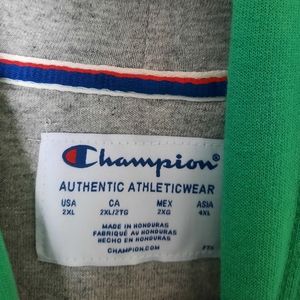 Champion
AUTHENTIC ATHLETICWEAR
USA CA MEX ASIA
2XL 2XL/2TG 2XG 4XL
MADE IN HONDURAS
FABRIQUÉ AU HONDURAS
HECHO EN HONDURAS
CHAMPION.COM